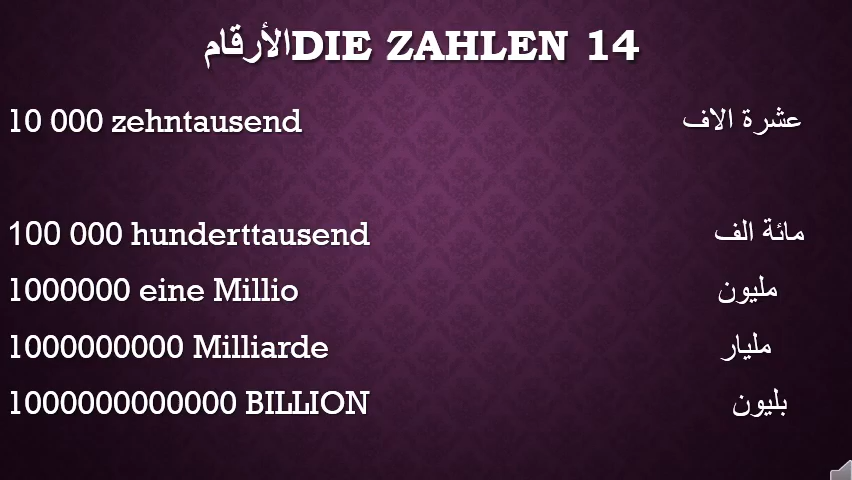 الأرقامDIE ZAHLEN 14
10 000 zehntausend عشرة الاف
100 000 hunderttausend مائة الف
1000000 eine Millio مليون
1000000000 Milliarde مليار
1000000000000 BILLION بليون